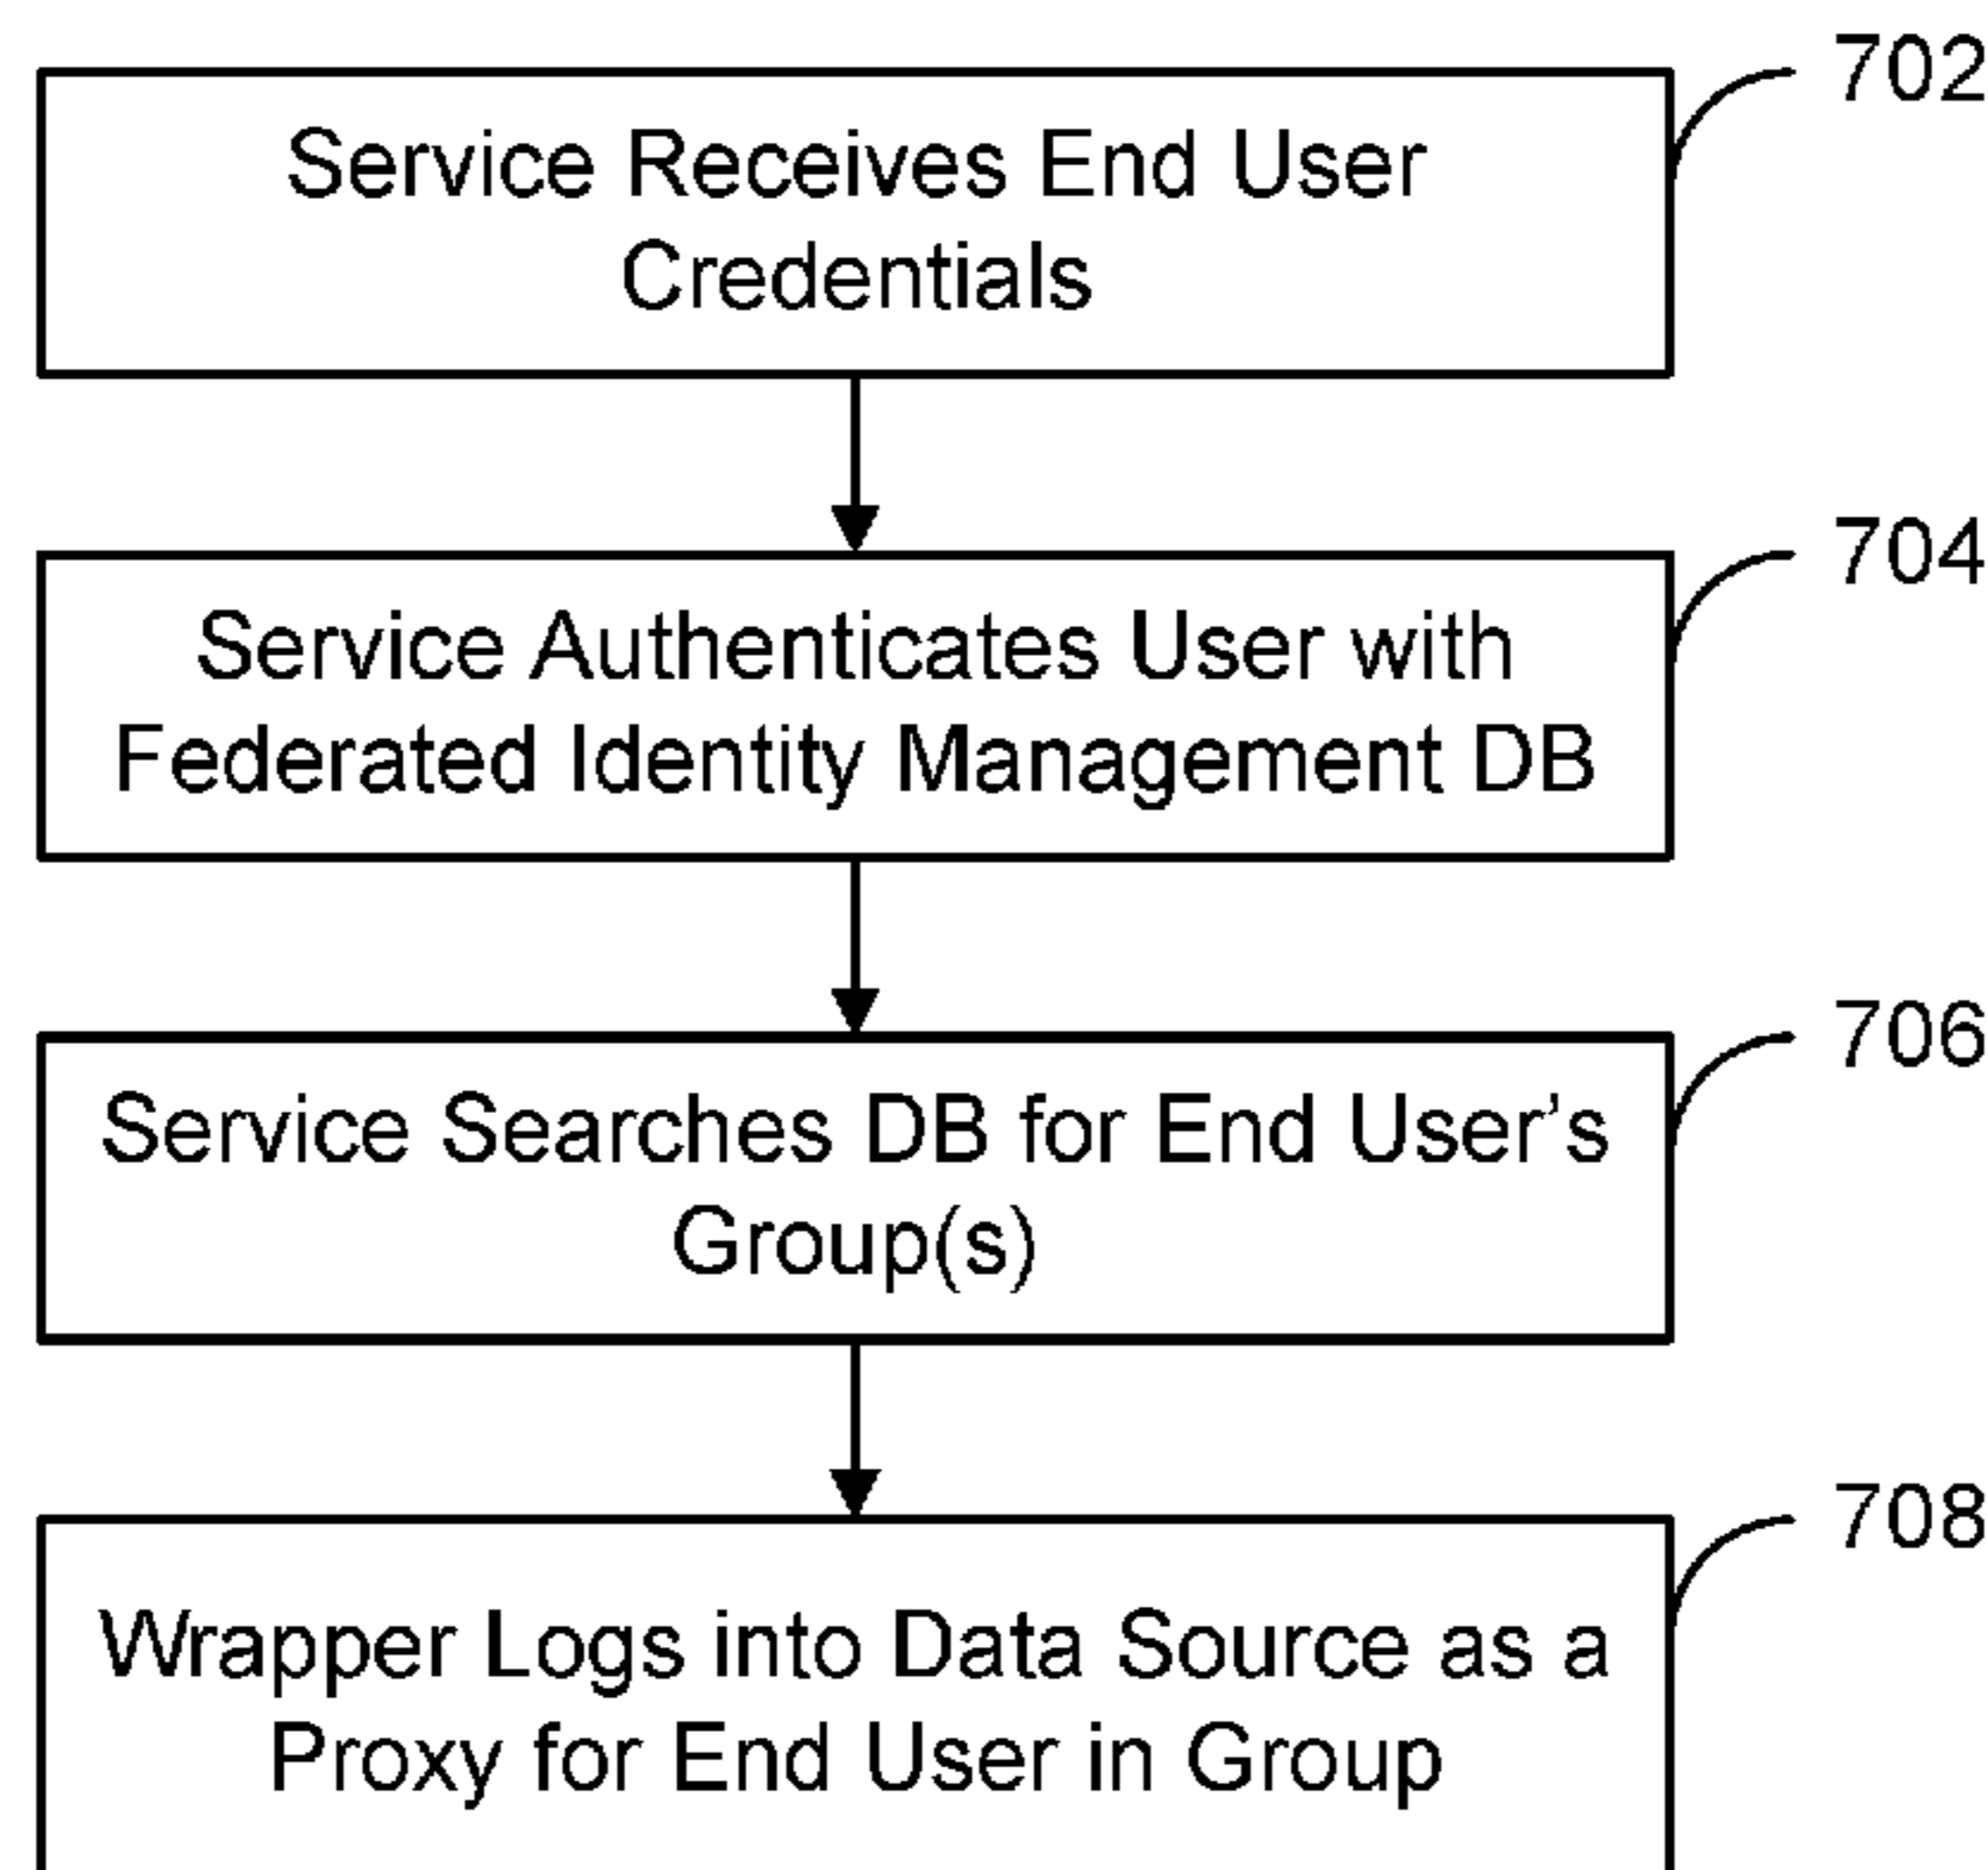 702
Service Receives End User
Credentials
704
Service Authenticates User with
Federated Identity Management DB
706
Service Searches DB for End User's
Group(s)
708
Wrapper Logs into Data Source as a
Proxy for End User in Group